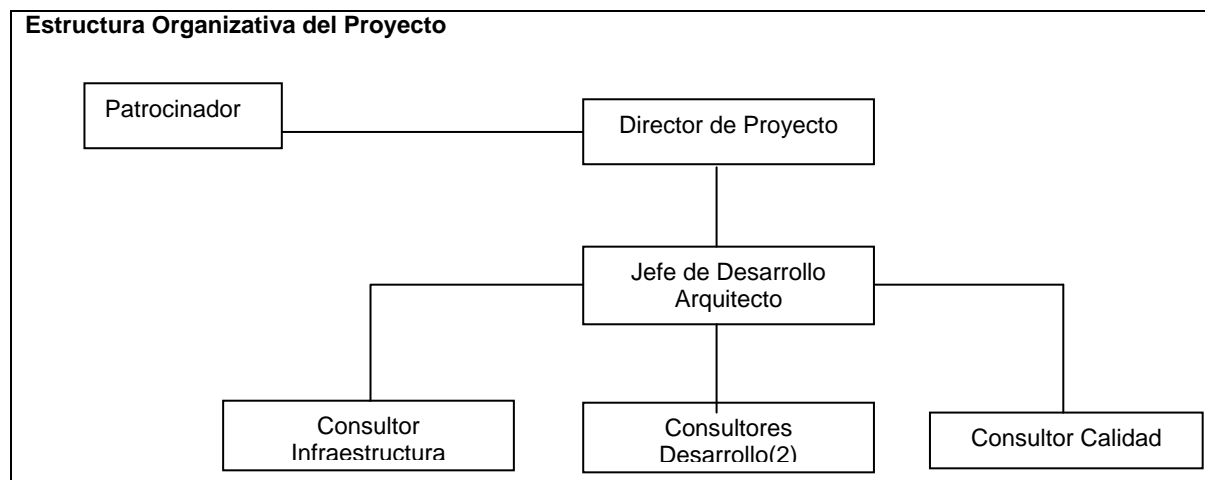 Estructura Organizativa del Proyecto
Patrocinador
Director de Proyecto
Jefe de Desarrollo
Arquitecto
Consultor
Infraestructura
Consultores
Desarrollo(2)
Consultor Calidad